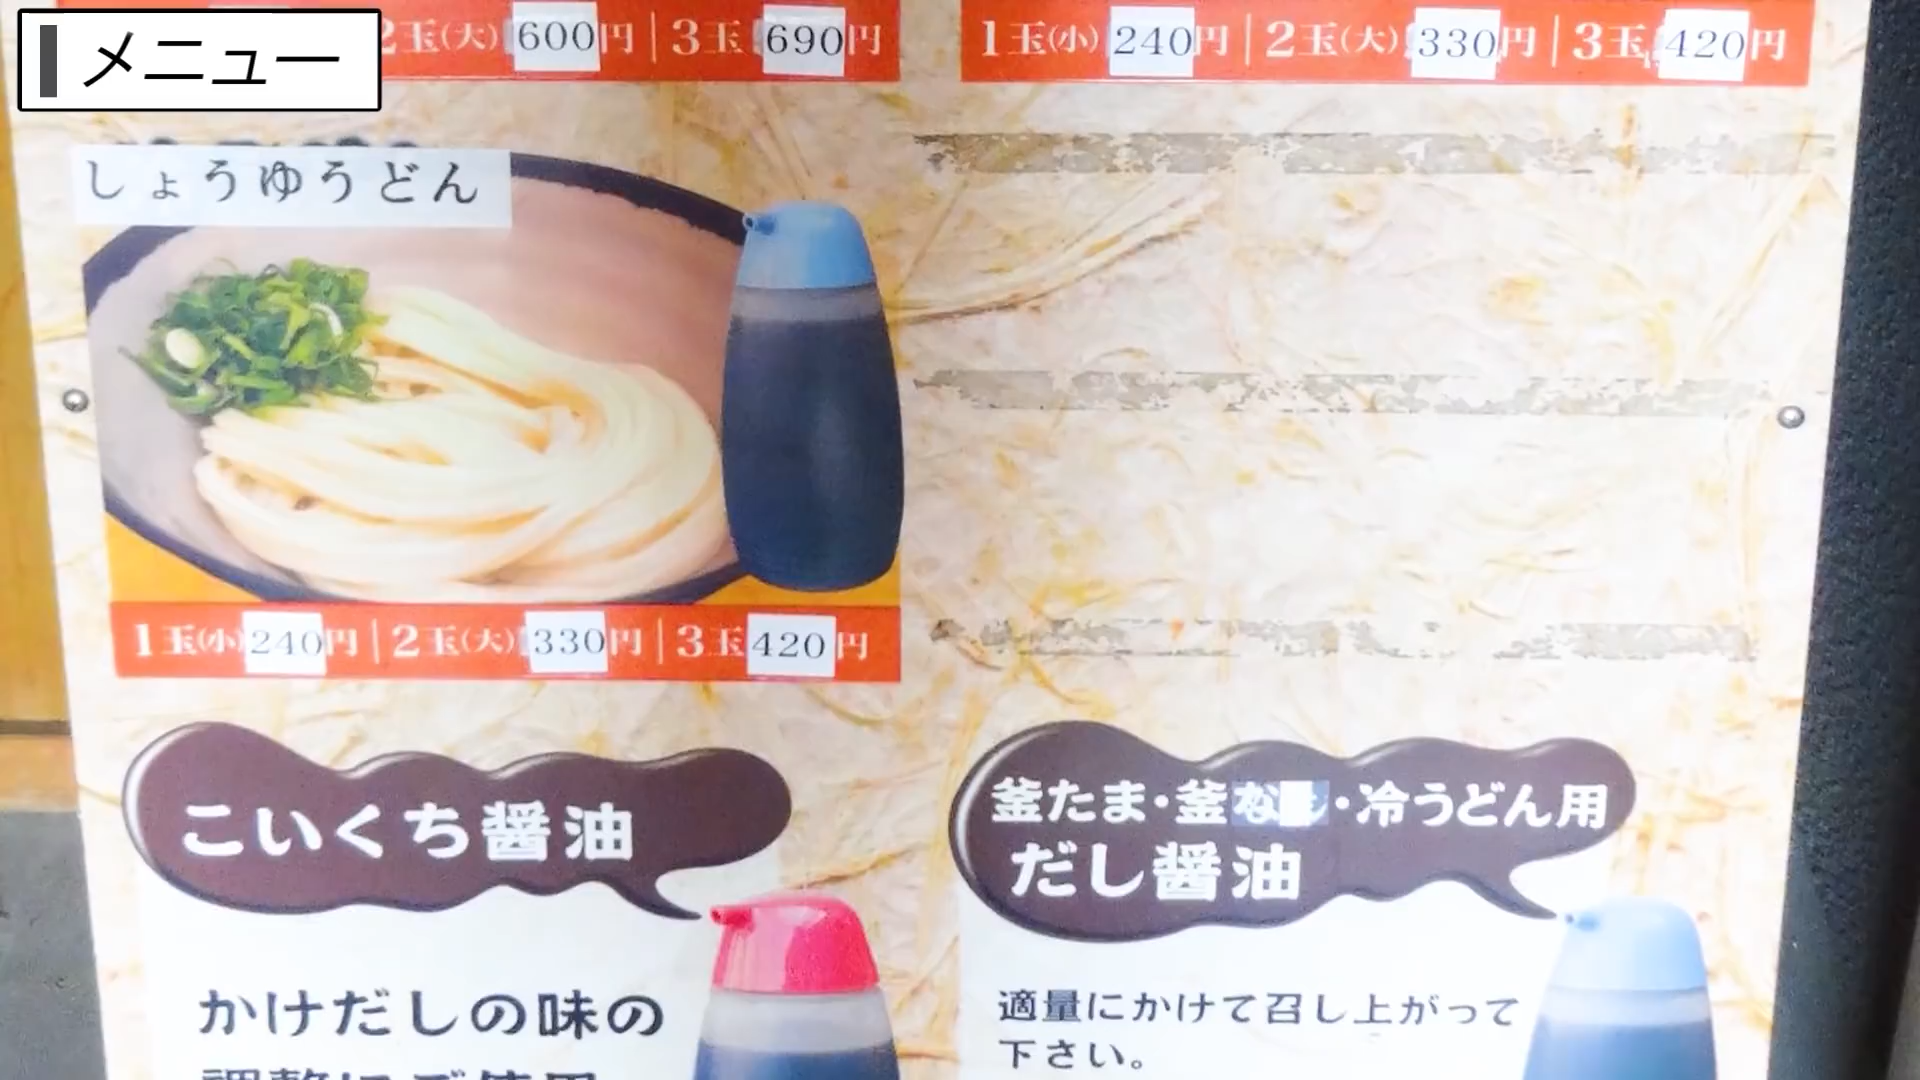 メニュー
2玉(大) 600円 | 3玉 690円
1玉(小) 240円 | 2玉(大) 330円 | 3玉 420円
しょうゆうどん
1玉(小) 240円 | 2玉(大) 330円 | 3玉 420円
こいくち醤油
かけだしの味の
釜たま・釜・冷うどん用
だし醤油
適量にかけて召し上がって
下さい。